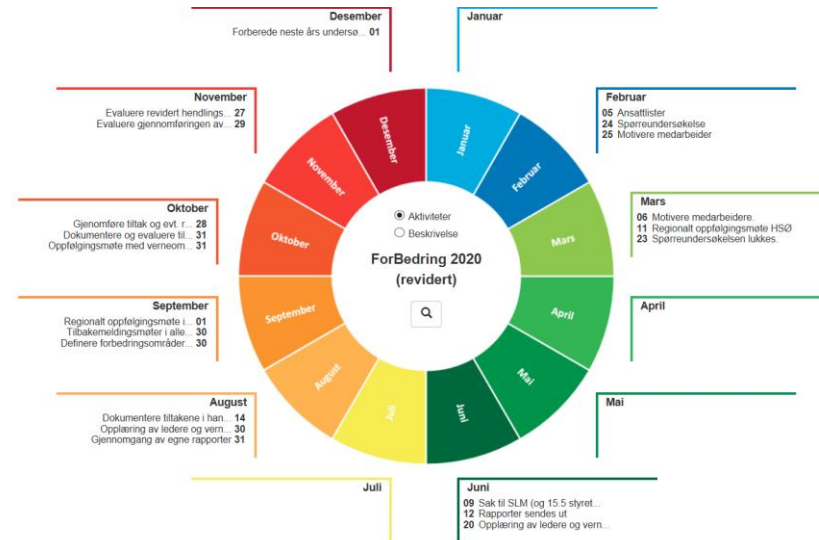 Desember
Forberede neste års undersø... 01
Januar
November
Evaluere revidert hendlings... 27
Evaluere gjennomføringen av... 29
Februar
05 Ansattlister
24 Spørreundersøkelse
25 Motivere medarbeider
Oktober
Gjenomføre tiltak og evt. r... 28
Dokumentere og evaluere til... 31
Oppfølgingsmøte med verneom... 31
Mars
06 Motivere medarbeidere.
11 Regionalt oppfølgingsmøte HSØ
23 Spørreundersøkelsen lukkes.
September
Regionalt oppfølgingsmøte i... 01
Tilbakemeldingsmøter i alle... 30
Definere forbedringsområder... 30
April
August
Dokumentere tiltakene i han... 14
Opplæring av ledere og vern... 30
Gjennomgang av egne rapporter 31
Mai
Juli
Juni
09 Sak til SLM (og 15.5 styret...
12 Rapporter sendes ut
20 Opplæring av ledere og vern...
Januar
Februar
Mars
April
Mai
Juni
Juli
August
September
Oktober
November
Desember
Aktiviteter
Beskrivelse
ForBedring 2020
(revidert)